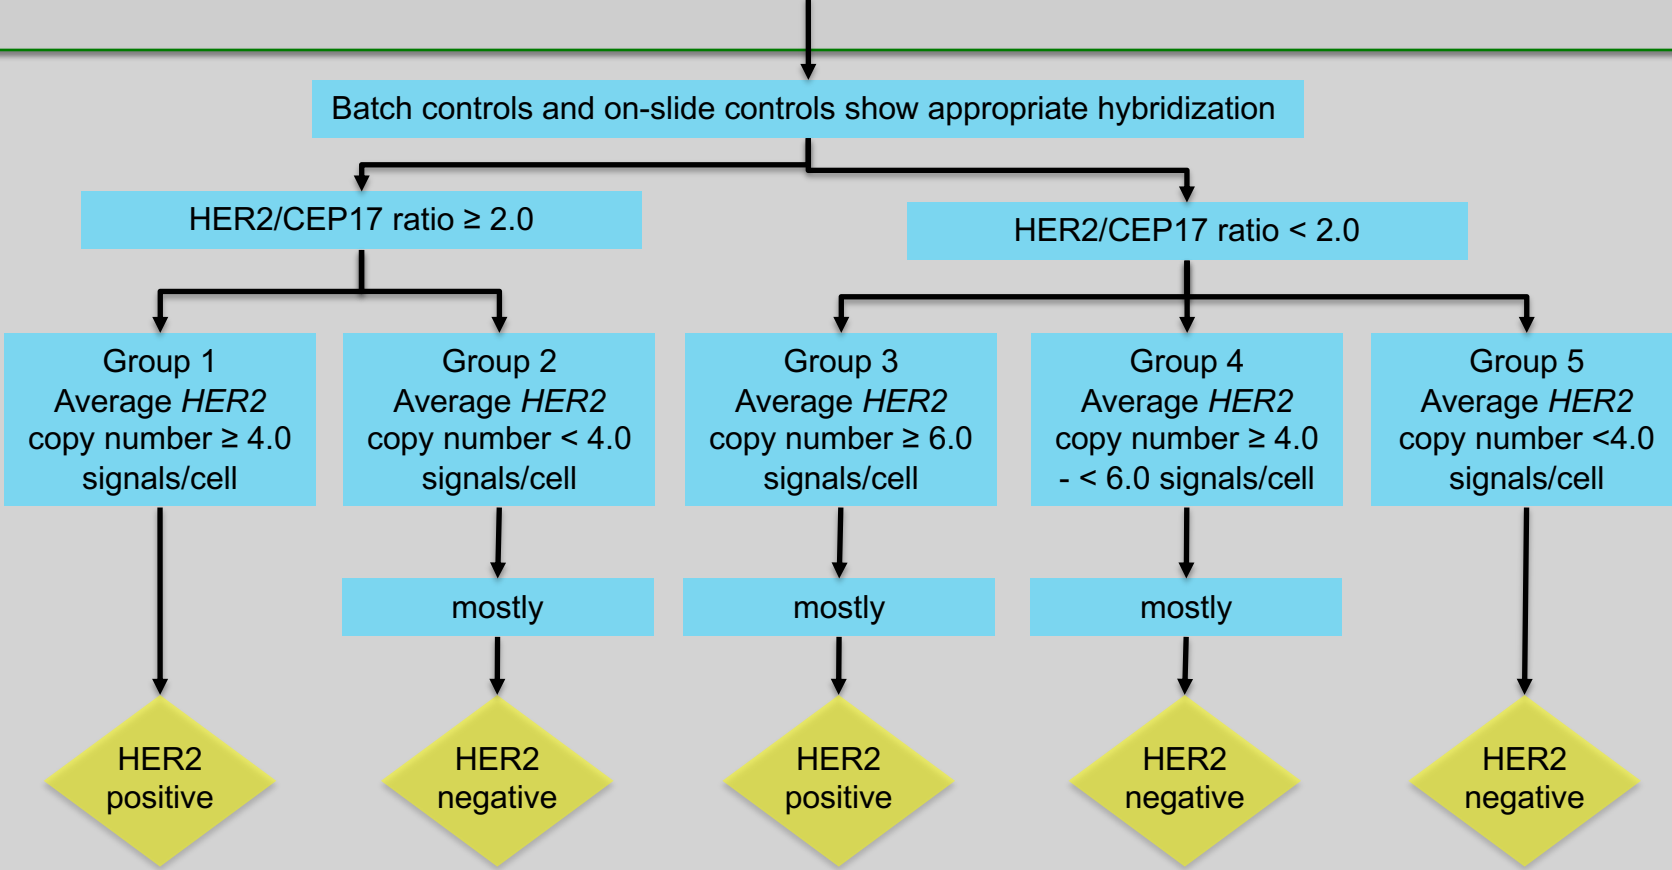 Batch controls and on-slide controls show appropriate hybridization
HER2/CEP17 ratio ≥ 2.0
HER2/CEP17 ratio < 2.0
Group 1
Average HER2
copy number ≥ 4.0
signals/cell
Group 2
Average HER2
copy number < 4.0
signals/cell
Group 3
Average HER2
copy number ≥ 6.0
signals/cell
Group 4
Average HER2
copy number ≥ 4.0
- < 6.0 signals/cell
Group 5
Average HER2
copy number <4.0
signals/cell
mostly
mostly
mostly
HER2
positive
HER2
negative
HER2
positive
HER2
negative
HER2
negative